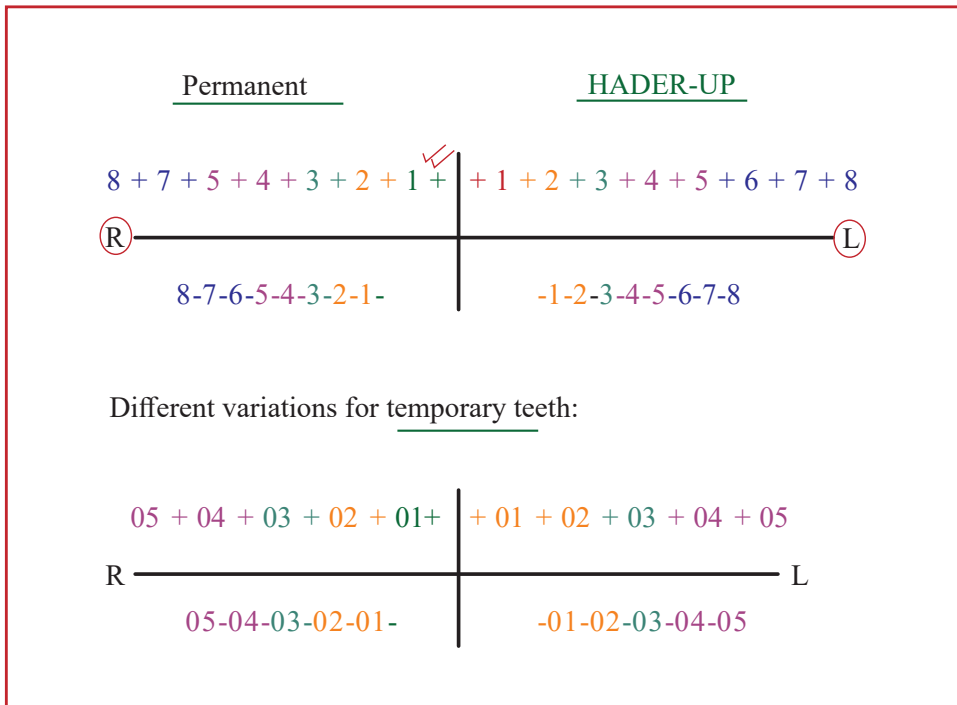 Permanent HADER-UP
8 + 7 + 5 + 4 + 3 + 2 + 1 + + 1 + 2 + 3 + 4 + 5 + 6 + 7 + 8
R L
8-7-6-5-4-3-2-1- -1-2-3-4-5-6-7-8
Different variations for temporary teeth:
05 + 04 + 03 + 02 + 01+ + 01 + 02 + 03 + 04 + 05
R L
05-04-03-02-01- -01-02-03-04-05